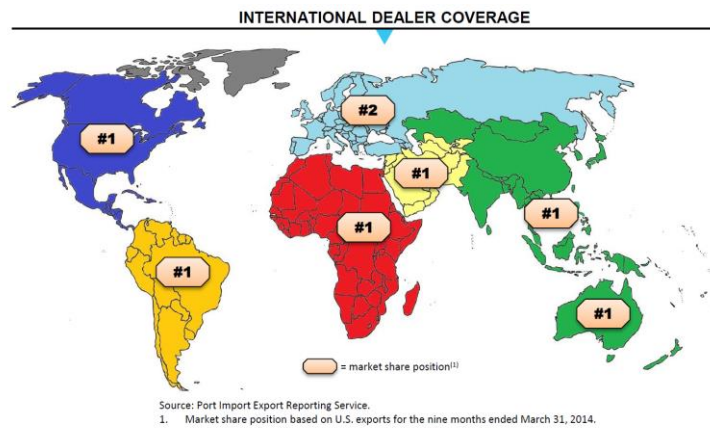 INTERNATIONAL DEALER COVERAGE
#2
#1
#1
#1
#1
#1
#1
= market share position(1)
Source: Port Import Export Reporting Service.
1. Market share position based on U.S. exports for the nine months ended March 31, 2014.